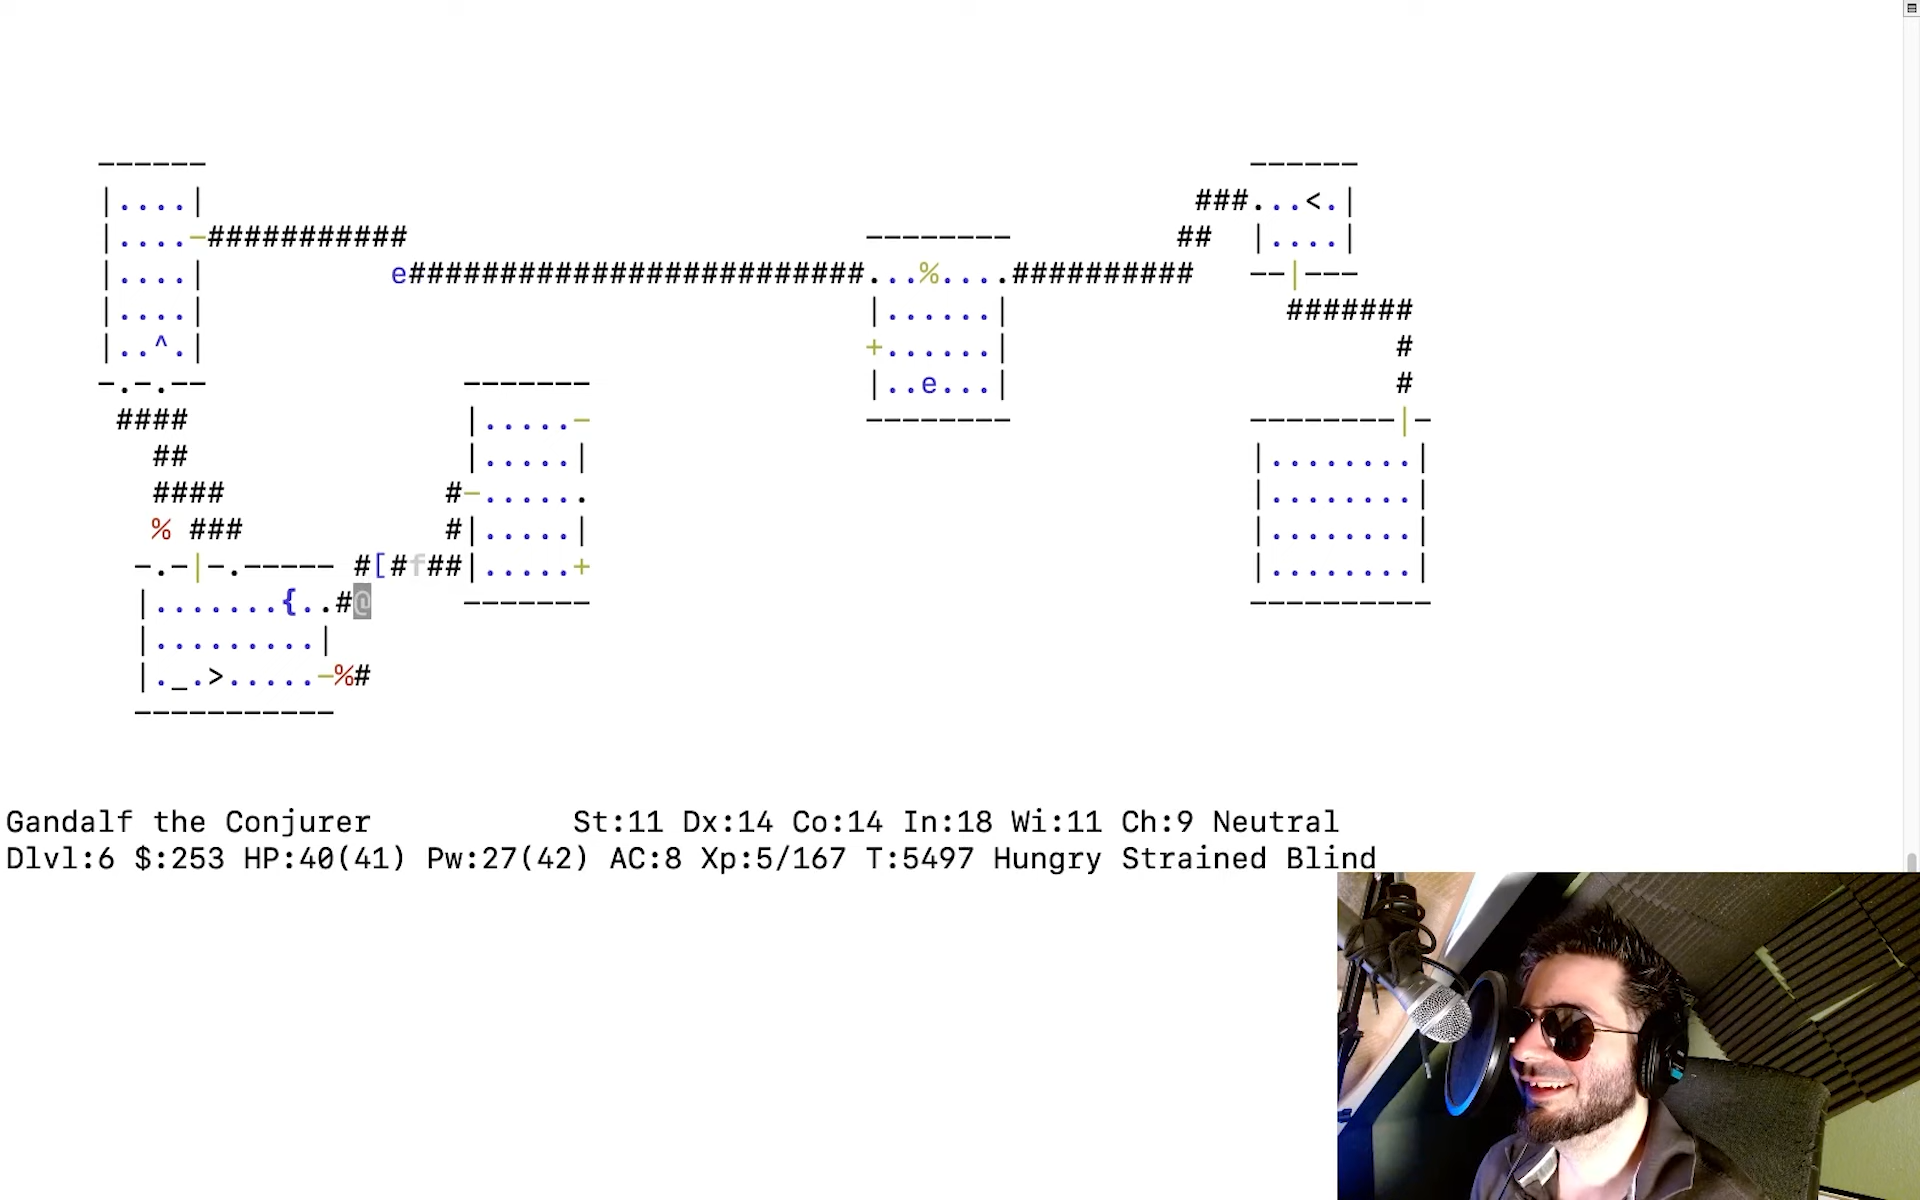 ------                                                         ------
|....|                                                      ###...<.|
|....-###########                         --------         ##  |....|
|....|          e#########################...%....##########   --|---
|....|                                    |......|               #######
|..^.|                                    +......|                     #
-.-.--              -------               |..e...|                     #
 ####               |.....-               --------             --------|-
   ##               |.....|                                    |........|
   ####            #-......                                    |........|
   % ###           #|.....|                                    |........|
  -.-|-.----- #[#f##|.....+                                    |........|
  |.......{..#@     -------                                    ----------
  |.........|
  |._.>.....-%#
  -----------
Gandalf the Conjurer           St:11 Dx:14 Co:14 In:18 Wi:11 Ch:9 Neutral
Dlvl:6 $:253 HP:40(41) Pw:27(42) AC:8 Xp:5/167 T:5497 Hungry Strained Blind